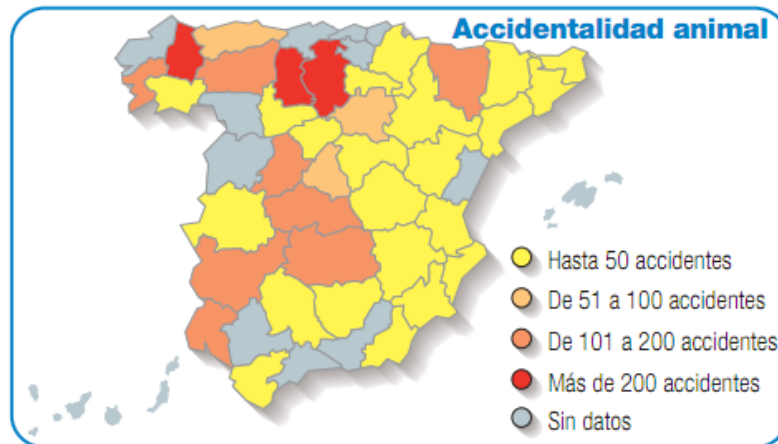 Accidentalidad animal
Hasta 50 accidentes
De 51 a 100 accidentes
De 101 a 200 accidentes
Más de 200 accidentes
Sin datos